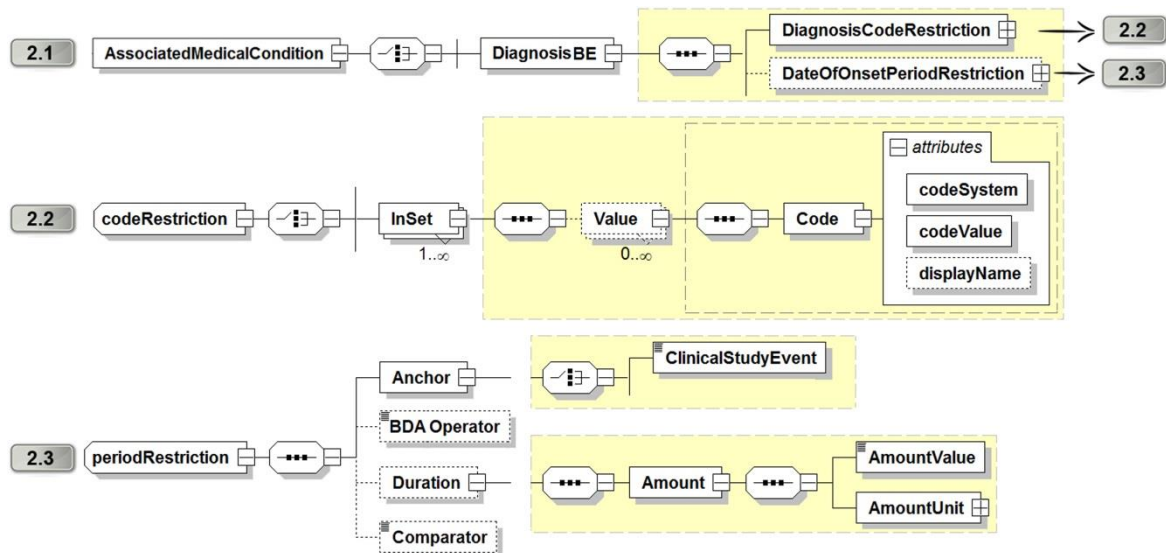 2.1
AssociatedMedicalCondition
DiagnosisBE
DiagnosisCodeRestriction
2.2
DateOfOnsetPeriodRestriction
2.3
2.2
codeRestriction
InSet
1..∞
Value
0..∞
Code
attributes
codeSystem
codeValue
displayName
2.3
periodRestriction
Anchor
ClinicalStudyEvent
BDA Operator
Duration
Amount
AmountValue
AmountUnit
Comparator